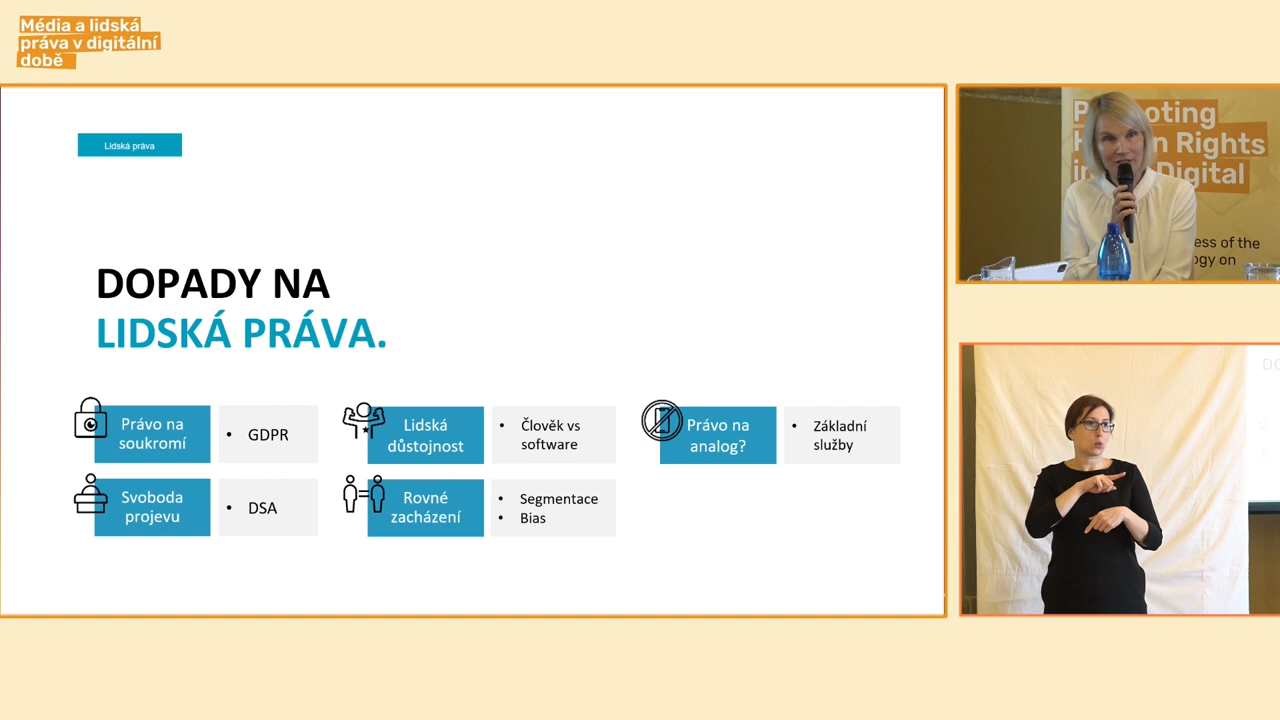 Média a lidská
práva v digitální
době
Lidská práva
DOPADY NA
LIDSKÁ PRÁVA.
Právo na
soukromí
• GDPR
Lidská
důstojnost
• Člověk vs
software
Právo na
analog?
• Základní
služby
Svoboda
projevu
• DSA
Rovné
zacházení
• Segmentace
• Bias
oting
n Rights
Digital
ess of the
ogy on